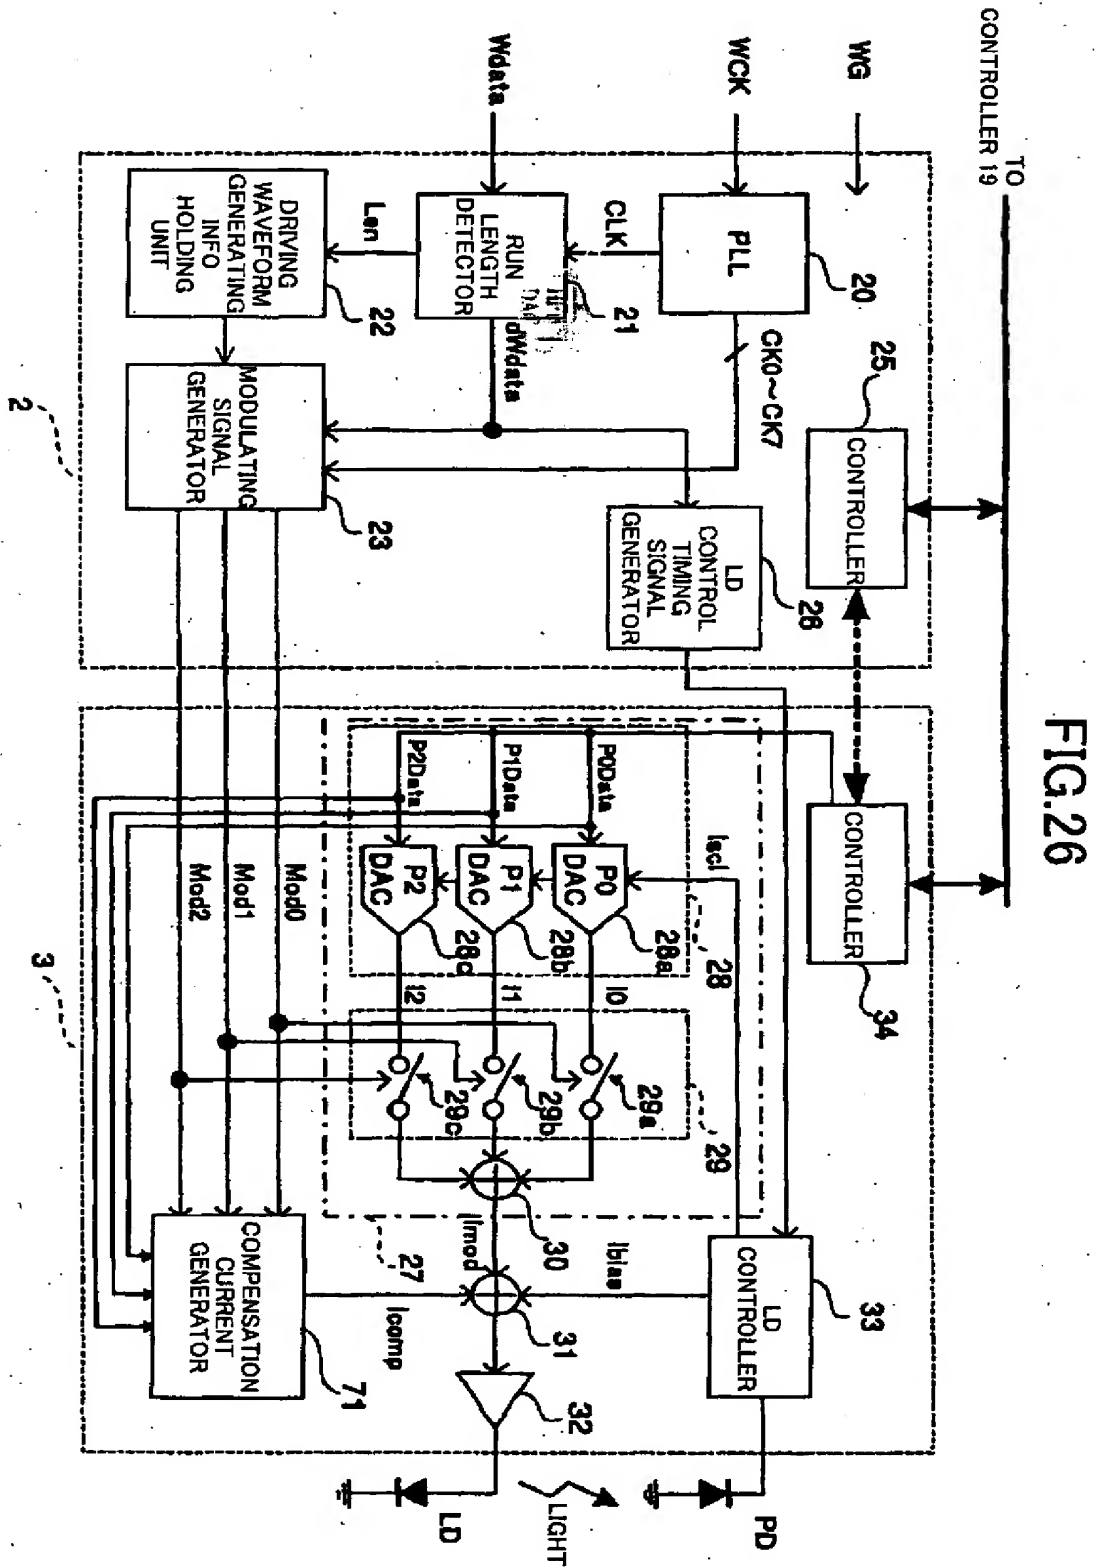 FIG.26
TO
CONTROLLER 19
WG
WCK
Wdata
PLL
20
CLK
CK0~CK7
RUN
LENGTH
DETECTOR
21
dWdata
Len
DRIVING
WAVEFORM
GENERATING
INFO
HOLDING
UNIT
22
MODULATING
SIGNAL
GENERATOR
23
25
CONTROLLER
LD
CONTROL
TIMING
SIGNAL
GENERATOR
26
2
CONTROLLER
34
P0Data
P1Data
P2Data
Iscl
P0
DAC
28a
P1
DAC
28b
P2
DAC
28c
28
I0
I1
I2
29a
29b
29c
29
Mod0
Mod1
Mod2
30
Imod
27
31
Ibias
Icomp
32
LD
CONTROLLER
33
COMPENSATION
CURRENT
GENERATOR
71
3
PD
LIGHT
LD